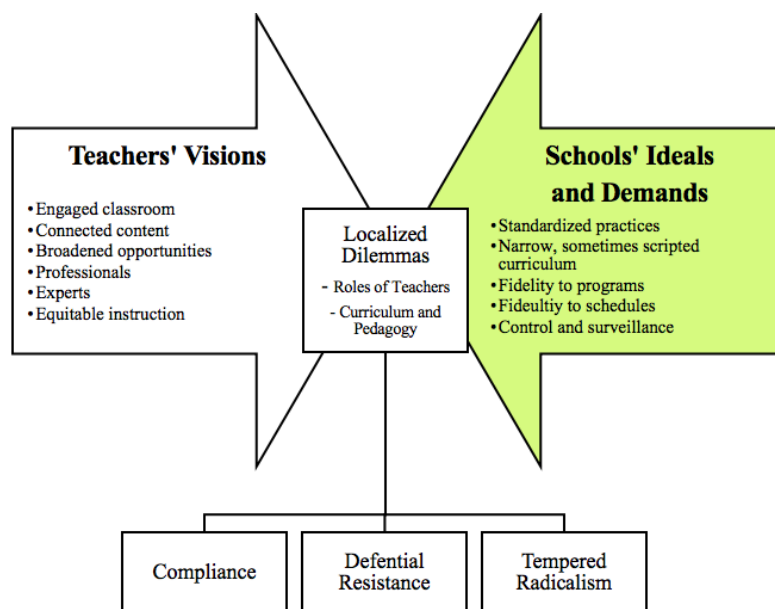 Teachers' Visions
•Engaged classroom
•Connected content
•Broadened opportunities
•Professionals
•Experts
•Equitable instruction
Localized
Dilemmas
- Roles of Teachers
- Curriculum and
Pedagogy
Schools' Ideals
and Demands
•Standardized practices
•Narrow, sometimes scripted
curriculum
•Fidelity to programs
•Fideultiy to schedules
•Control and surveillance
Compliance
Defential
Resistance
Tempered
Radicalism